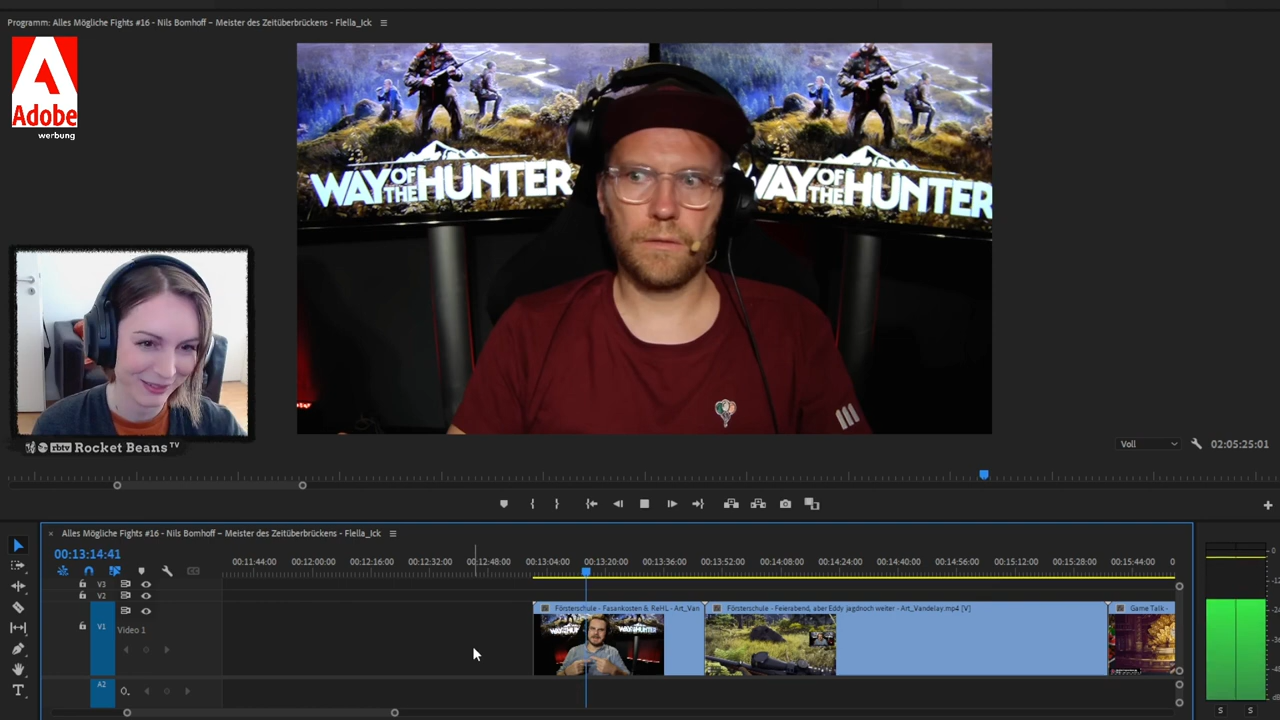 Programm: Alles Mögliche Fights #16 - Nils Bomhoff – Meister des Zeitüberbrückens - Flella_Ick
Adobe
werbung
WAY OF THE HUNTER
WAY OF THE HUNTER
rbtv Rocket Beans TV
Voll
02:05:25:01
Alles Mögliche Fights #16 - Nils Bomhoff – Meister des Zeitüberbrückens - Flella_Ick
00:13:14:41
00:11:44:00 00:12:00:00 00:12:16:00 00:12:32:00 00:12:48:00 00:13:04:00 00:13:20:00 00:13:36:00 00:13:52:00 00:14:08:00 00:14:24:00 00:14:40:00 00:14:56:00 00:15:12:00 00:15:28:00 00:15:44:00 0
V3
V2
V1
Video 1
Försterschule - Fasankosten & ReHL - Art_Van
Försterschule - Feierabend, aber Eddy jagdnoch weiter - Art_Vandelay.mp4 [V]
Game Talk -
A2
S S